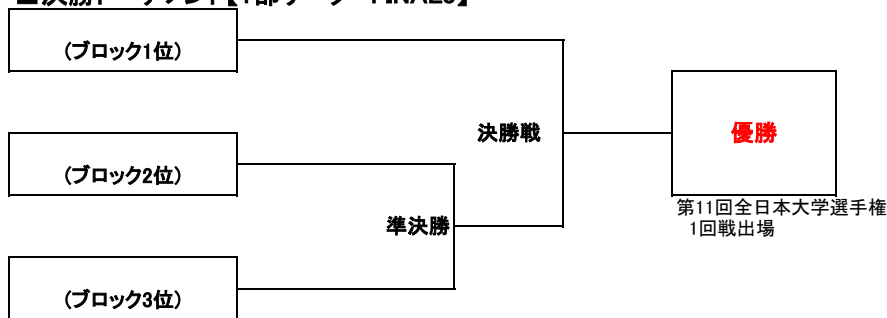 (ブロック1位)
決勝戦
優勝
(ブロック2位)
第11回全日本大学選手権
1回戦出場
準決勝
(ブロック3位)